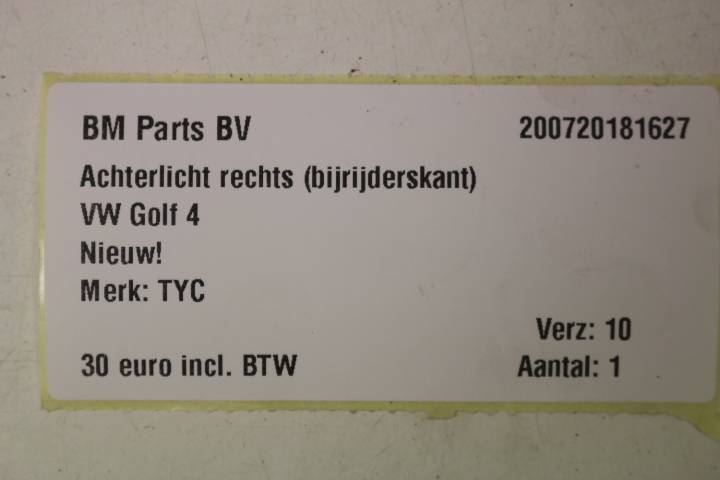 BM Parts BV 200720181627
Achterlicht rechts (bijrijderskant)
VW Golf 4
Nieuw!
Merk: TYC
Verz: 10
30 euro incl. BTW Aantal: 1